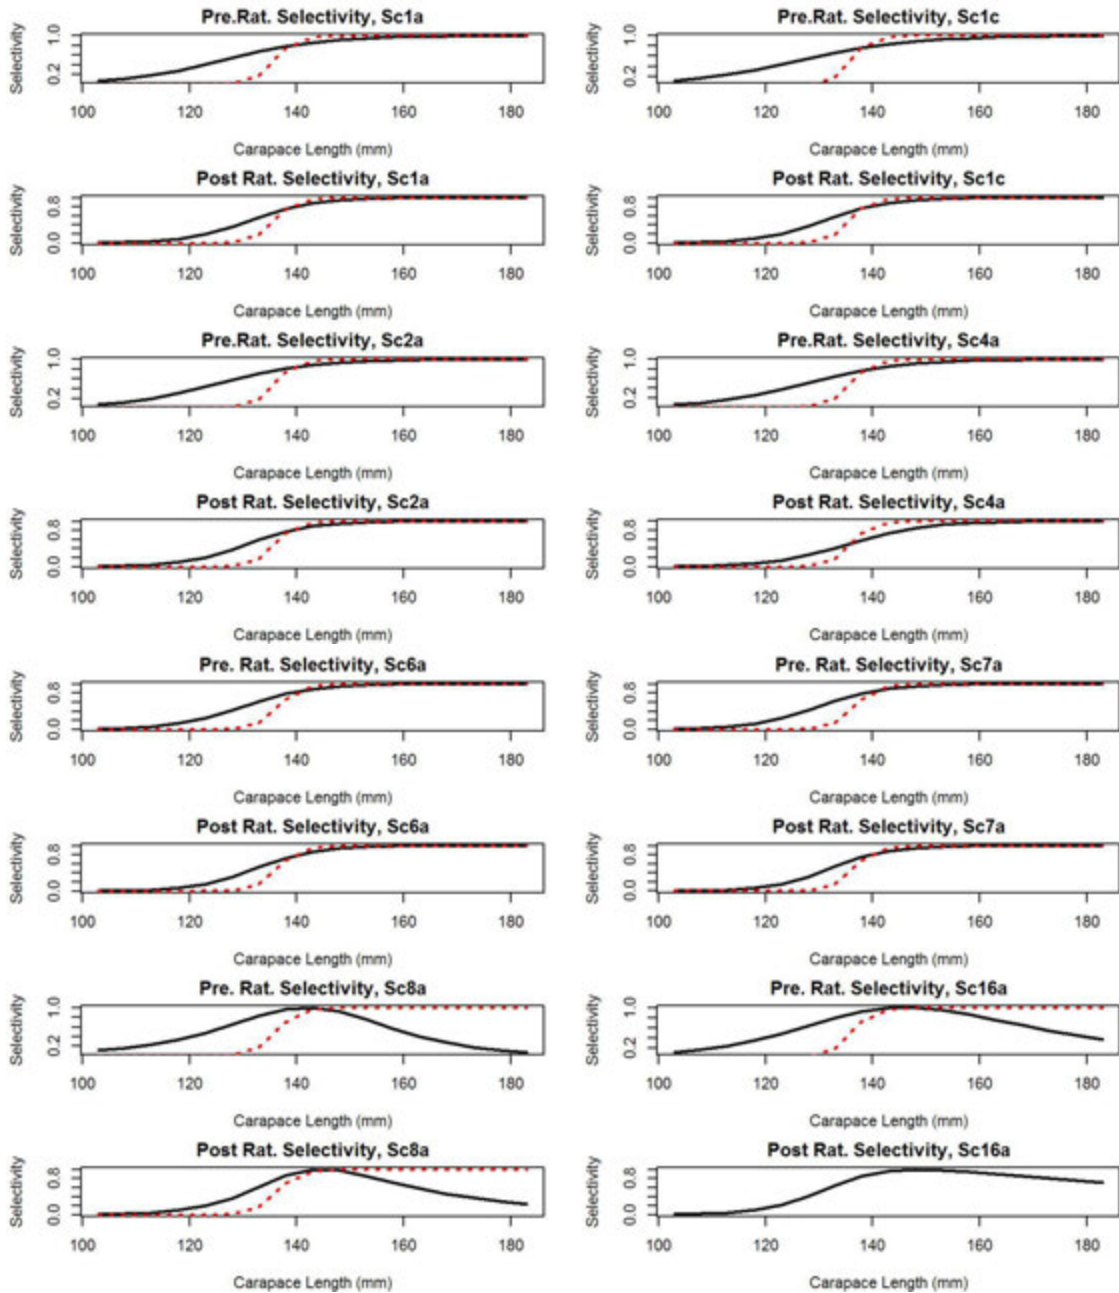 Pre.Rat. Selectivity, Sc1a
Selectivity
0.2 1.0
100 120 140 160 180
Carapace Length (mm)
Pre.Rat. Selectivity, Sc1c
Selectivity
0.2 1.0
100 120 140 160 180
Carapace Length (mm)
Post Rat. Selectivity, Sc1a
Selectivity
0.0 0.8
100 120 140 160 180
Carapace Length (mm)
Post Rat. Selectivity, Sc1c
Selectivity
0.0 0.8
100 120 140 160 180
Carapace Length (mm)
Pre.Rat. Selectivity, Sc2a
Selectivity
0.2 1.0
100 120 140 160 180
Carapace Length (mm)
Pre.Rat. Selectivity, Sc4a
Selectivity
0.2 1.0
100 120 140 160 180
Carapace Length (mm)
Post Rat. Selectivity, Sc2a
Selectivity
0.0 0.8
100 120 140 160 180
Carapace Length (mm)
Post Rat. Selectivity, Sc4a
Selectivity
0.0 0.8
100 120 140 160 180
Carapace Length (mm)
Pre. Rat. Selectivity, Sc6a
Selectivity
0.0 0.8
100 120 140 160 180
Carapace Length (mm)
Pre. Rat. Selectivity, Sc7a
Selectivity
0.0 0.8
100 120 140 160 180
Carapace Length (mm)
Post Rat. Selectivity, Sc6a
Selectivity
0.0 0.8
100 120 140 160 180
Carapace Length (mm)
Post Rat. Selectivity, Sc7a
Selectivity
0.0 0.8
100 120 140 160 180
Carapace Length (mm)
Pre. Rat. Selectivity, Sc8a
Selectivity
0.2 1.0
100 120 140 160 180
Carapace Length (mm)
Pre. Rat. Selectivity, Sc16a
Selectivity
0.2 1.0
100 120 140 160 180
Carapace Length (mm)
Post Rat. Selectivity, Sc8a
Selectivity
0.0 0.8
100 120 140 160 180
Carapace Length (mm)
Post Rat. Selectivity, Sc16a
Selectivity
0.0 0.8
100 120 140 160 180
Carapace Length (mm)